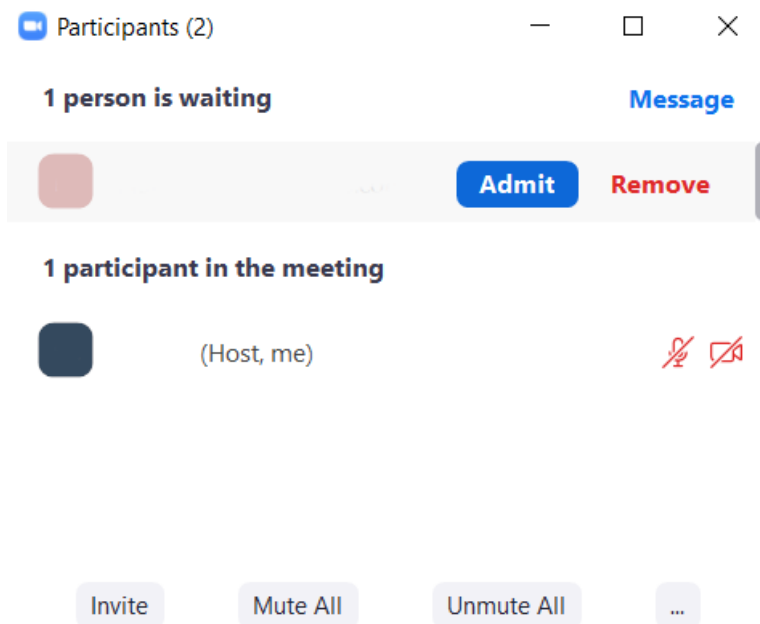 Participants (2)
1 person is waiting Message
Admit Remove
1 participant in the meeting
(Host, me)
Invite Mute All Unmute All ...